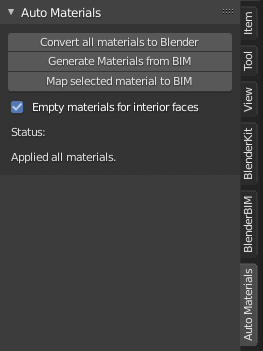 Auto Materials
Convert all materials to Blender
Generate Materials from BIM
Map selected material to BIM
Empty materials for interior faces
Status:
Applied all materials.
Item
Tool
View
BlenderKit
BlenderBIM
Auto Materials